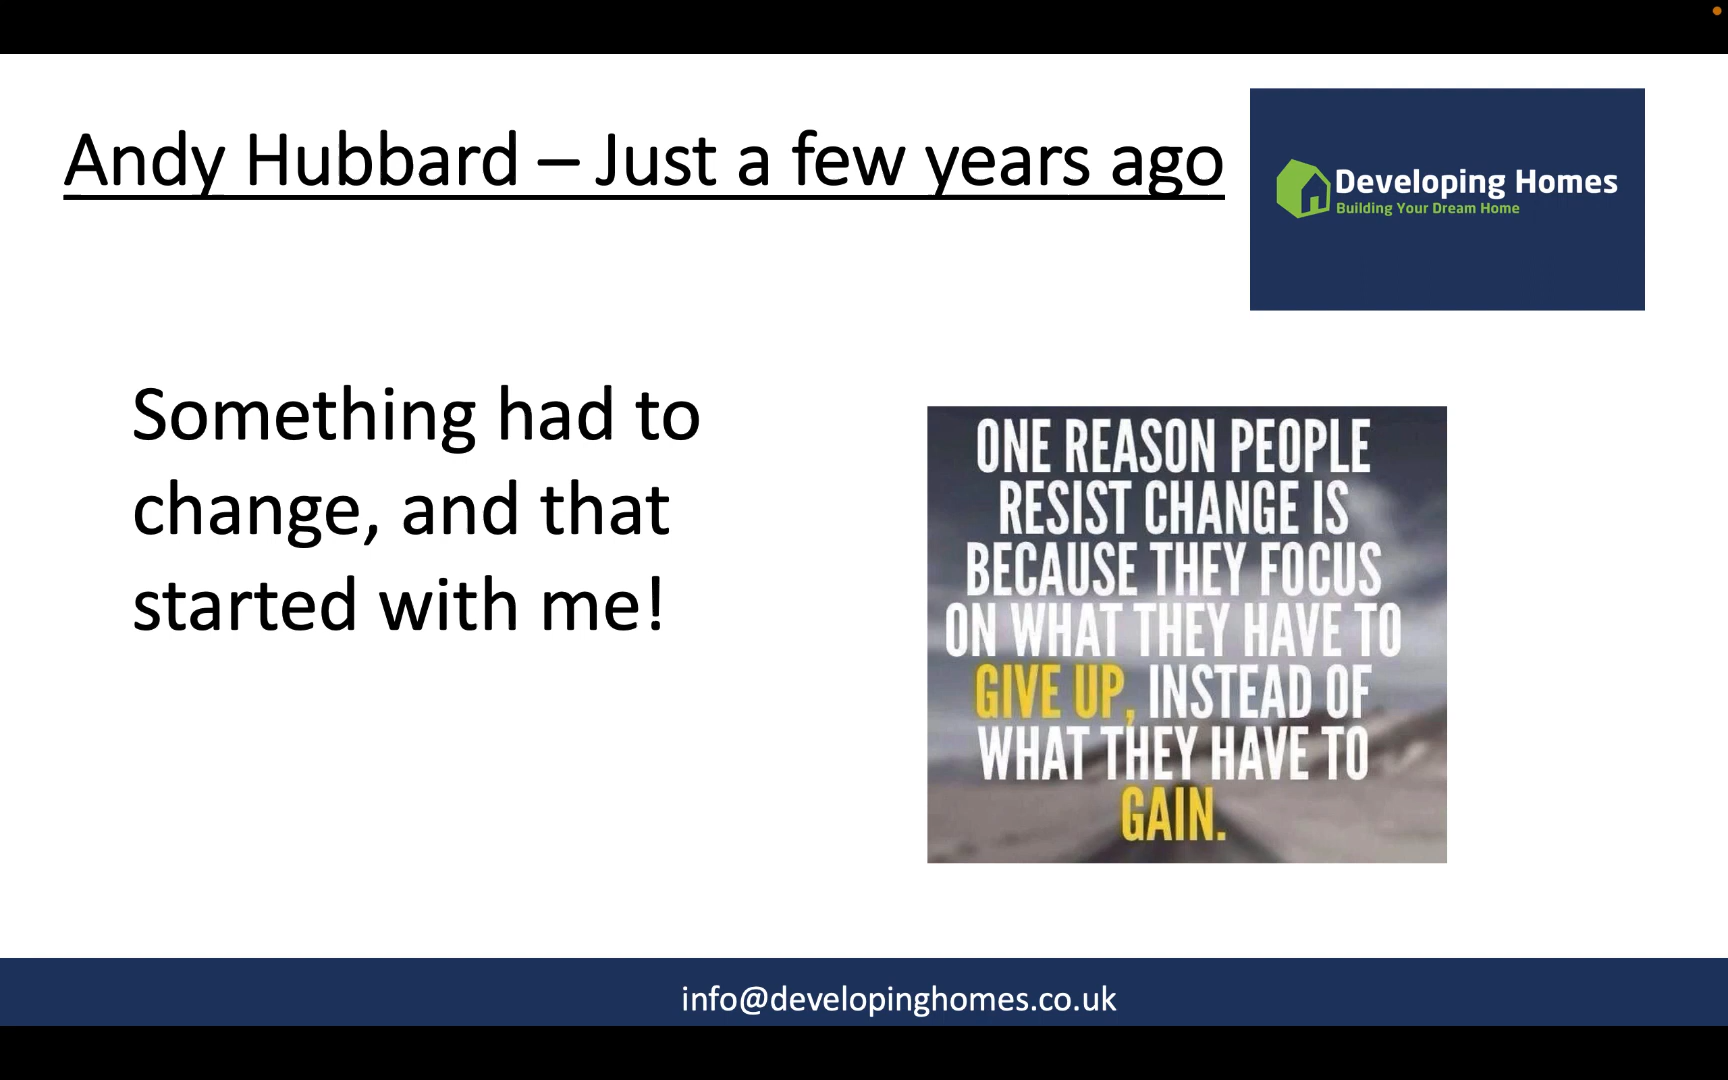 Andy Hubbard – Just a few years ago
Developing Homes
Building Your Dream Home
Something had to
change, and that
started with me!
ONE REASON PEOPLE
RESIST CHANGE IS
BECAUSE THEY FOCUS
ON WHAT THEY HAVE TO
GIVE UP, INSTEAD OF
WHAT THEY HAVE TO
GAIN.
info@developinghomes.co.uk